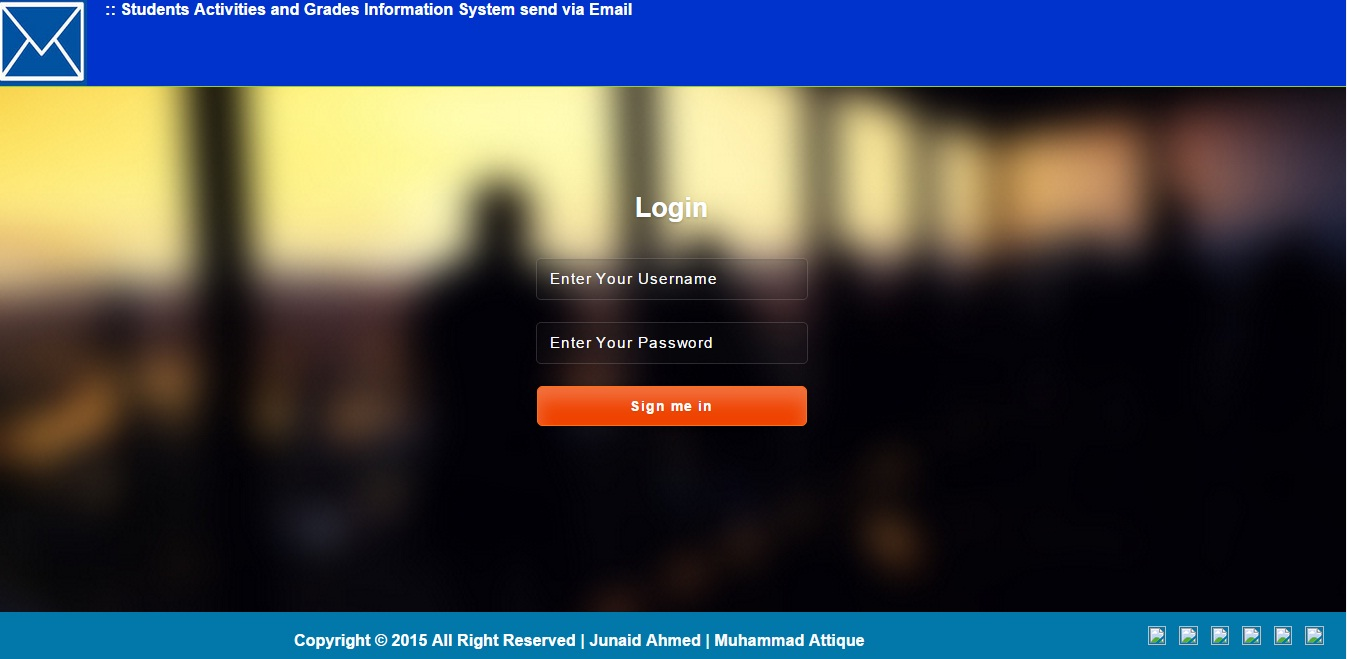 :: Students Activities and Grades Information System send via Email
Login
Enter Your Username
Enter Your Password
Sign me in
Copyright © 2015 All Right Reserved | Junaid Ahmed | Muhammad Attique